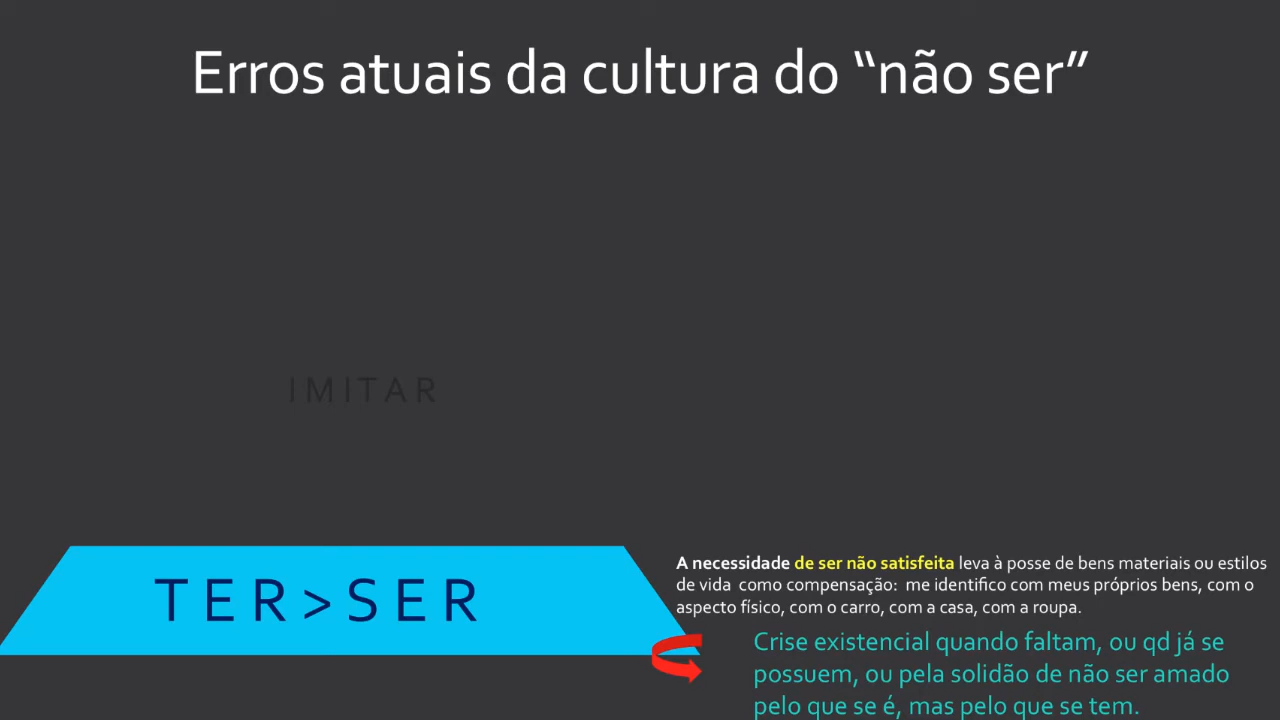 Erros atuais da cultura do “não ser”
IMITAR
TER>SER
A necessidade de ser não satisfeita leva à posse de bens materiais ou estilos
de vida como compensação: me identifico com meus próprios bens, com o
aspecto físico, com o carro, com a casa, com a roupa.
Crise existencial quando faltam, ou qd já se
possuem, ou pela solidão de não ser amado
pelo que se é, mas pelo que se tem.